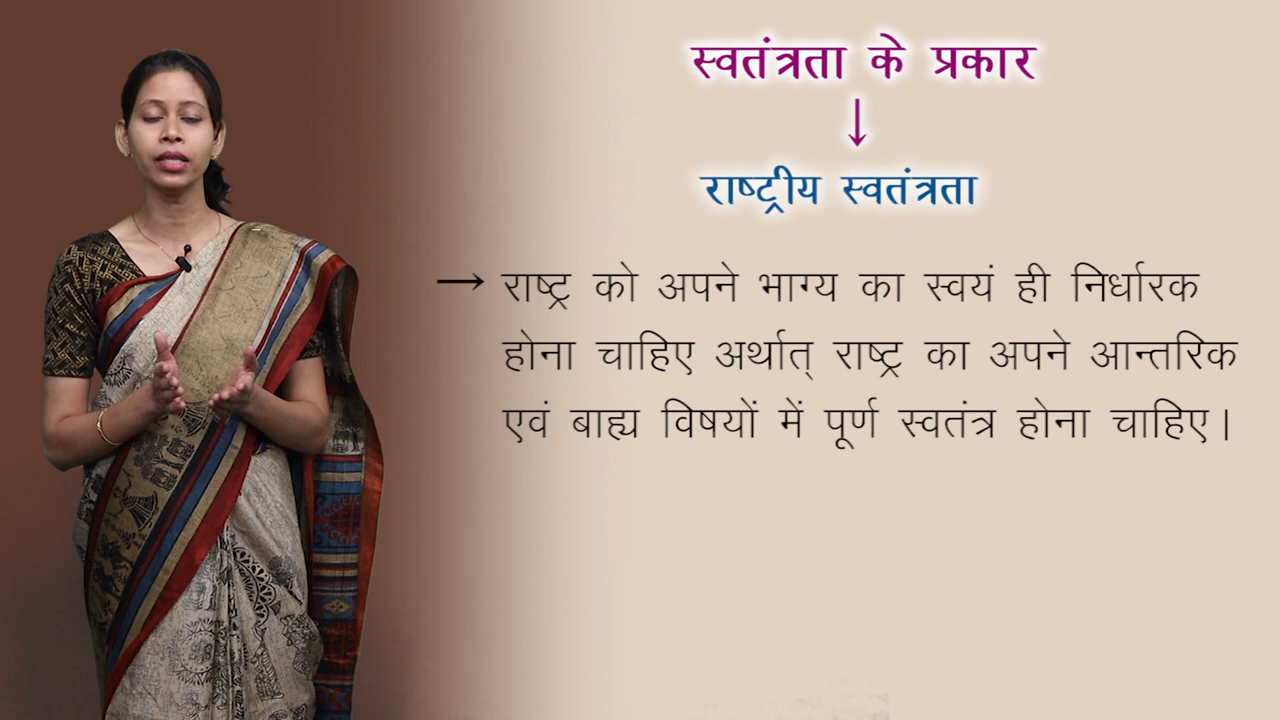 स्वतंत्रता के प्रकार
↓
राष्ट्रीय स्वतंत्रता
→ राष्ट्र को अपने भाग्य का स्वयं ही निर्धारक
होना चाहिए अर्थात् राष्ट्र का अपने आन्तरिक
एवं बाह्य विषयों में पूर्ण स्वतंत्र होना चाहिए।